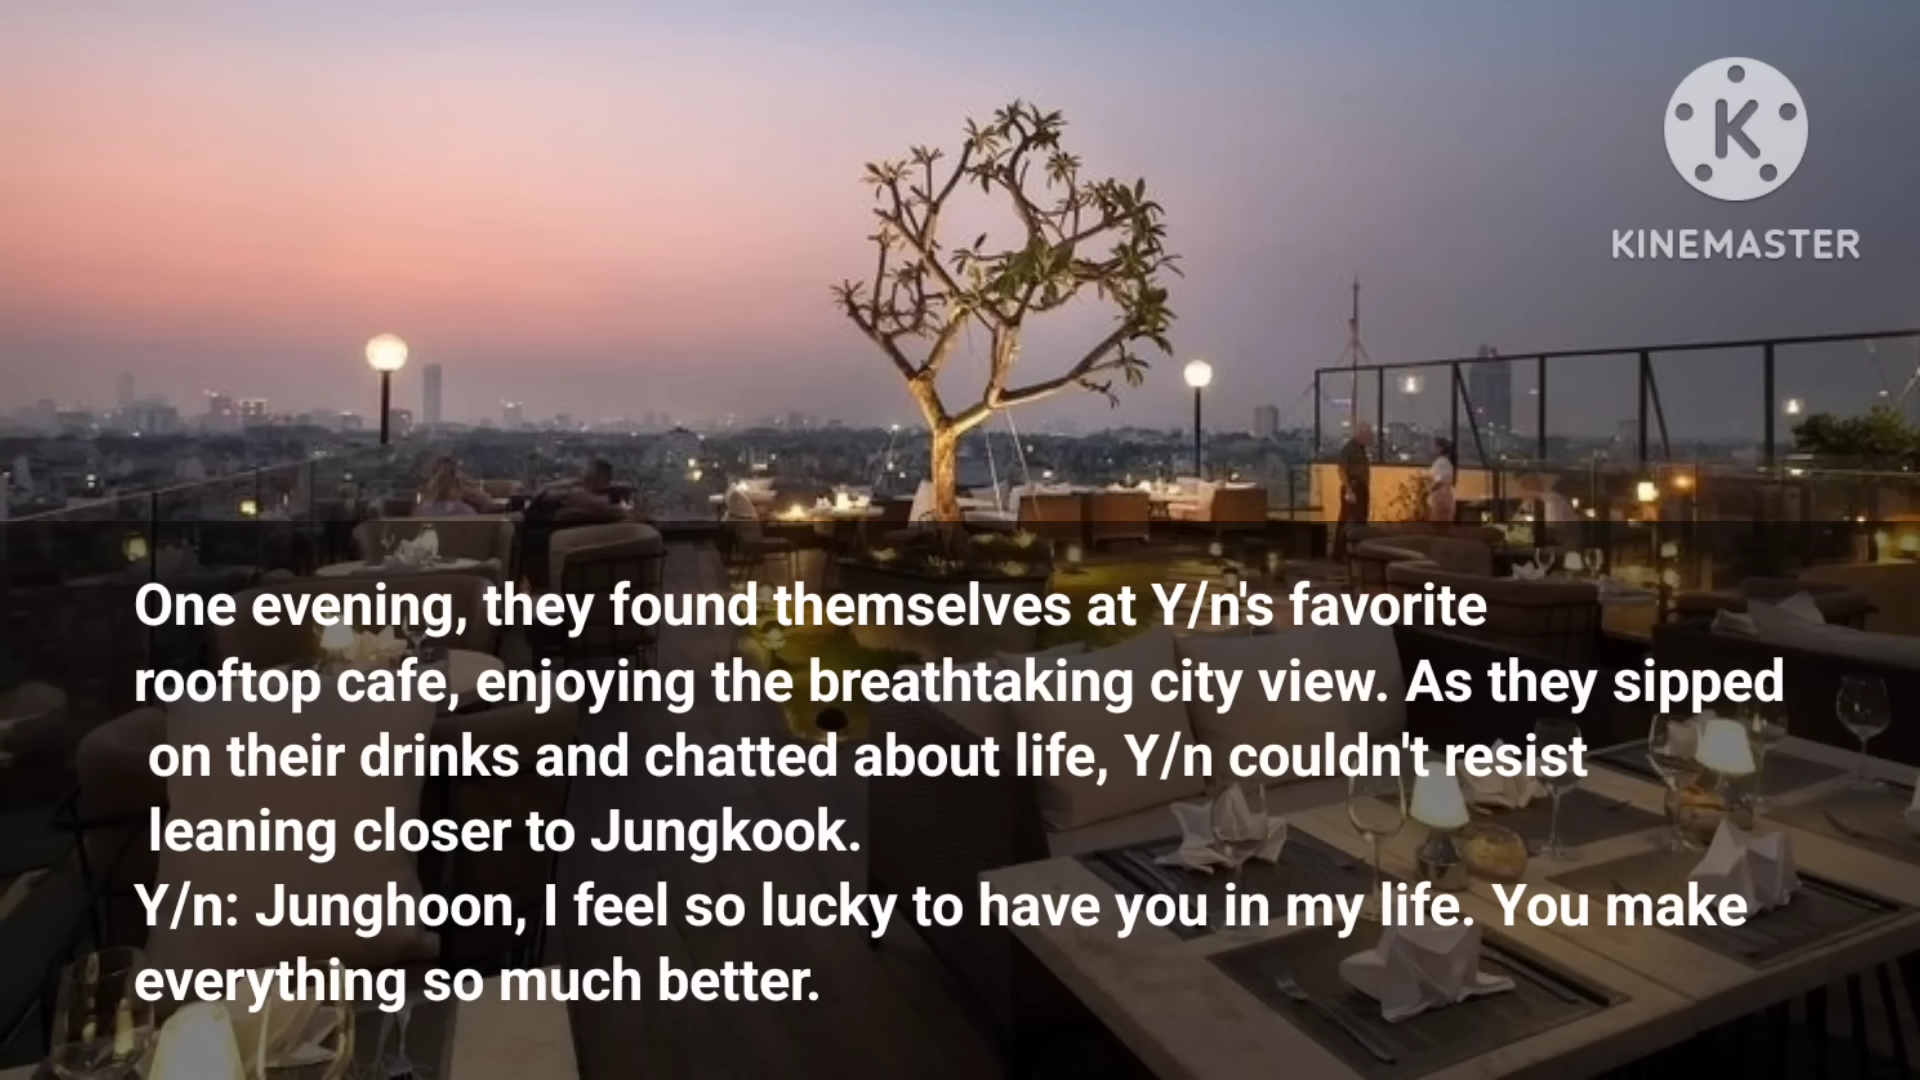 K
KINEMASTER
One evening, they found themselves at Y/n's favorite
rooftop cafe, enjoying the breathtaking city view. As they sipped
on their drinks and chatted about life, Y/n couldn't resist
leaning closer to Jungkook.
Y/n: Junghoon, I feel so lucky to have you in my life. You make
everything so much better.